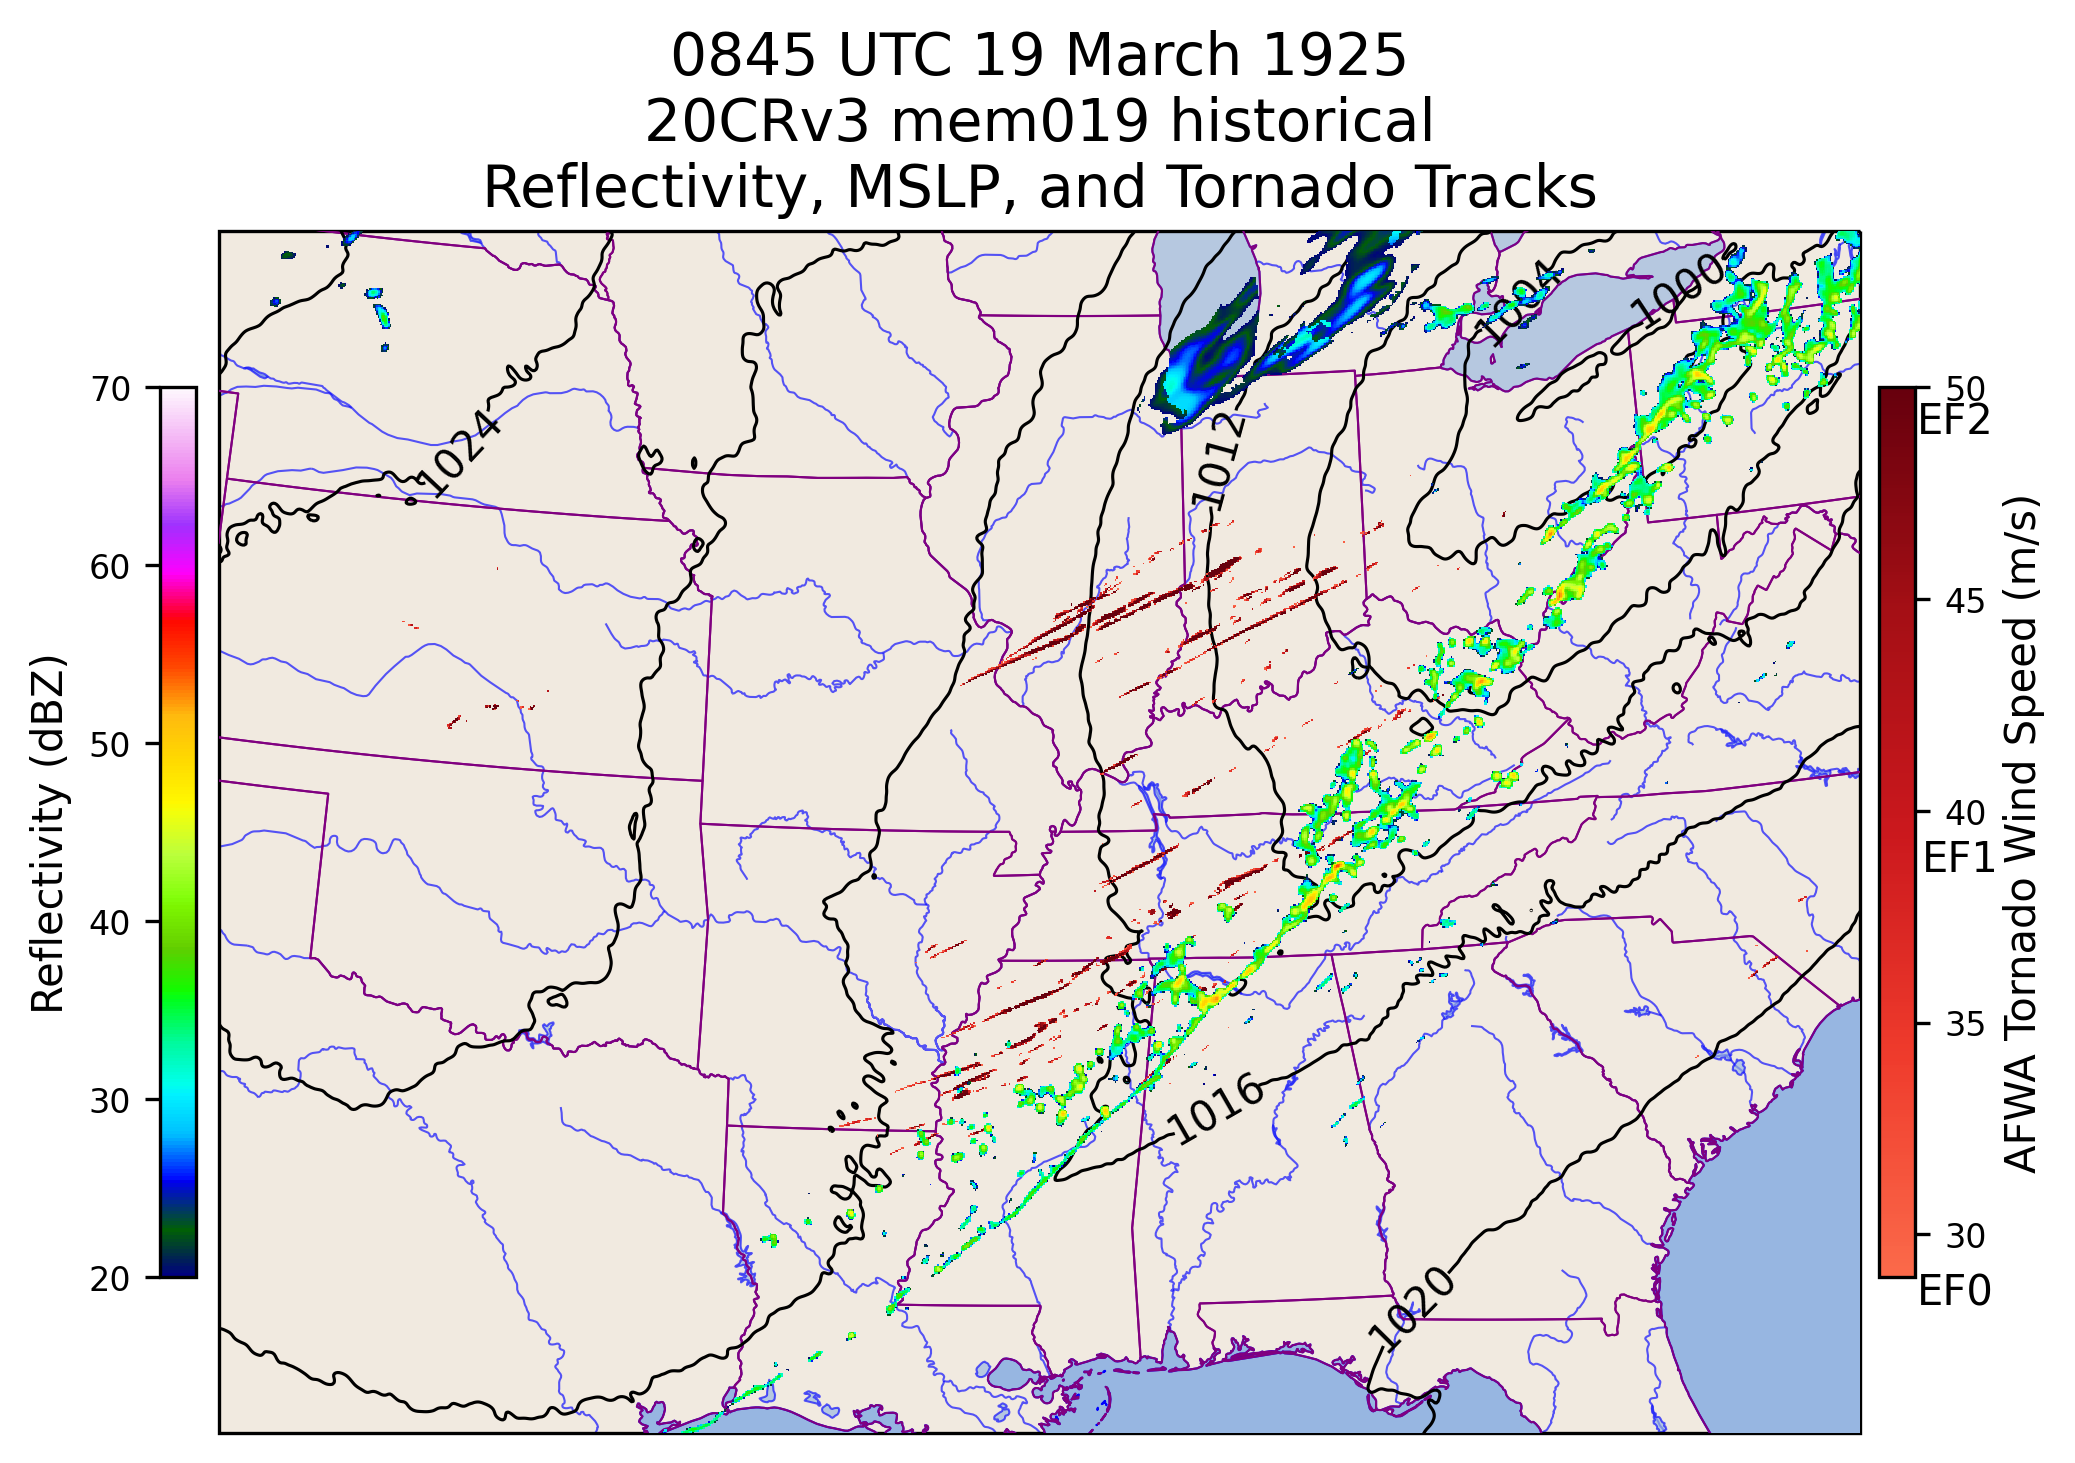 0845 UTC 19 March 1925
20CRv3 mem019 historical
Reflectivity, MSLP, and Tornado Tracks
Reflectivity (dBZ)
70
60
50
40
30
20
1024
1012
1004
1000
1016
1020
50
EF2
45
40
EF1
35
30
EF0
AFWA Tornado Wind Speed (m/s)